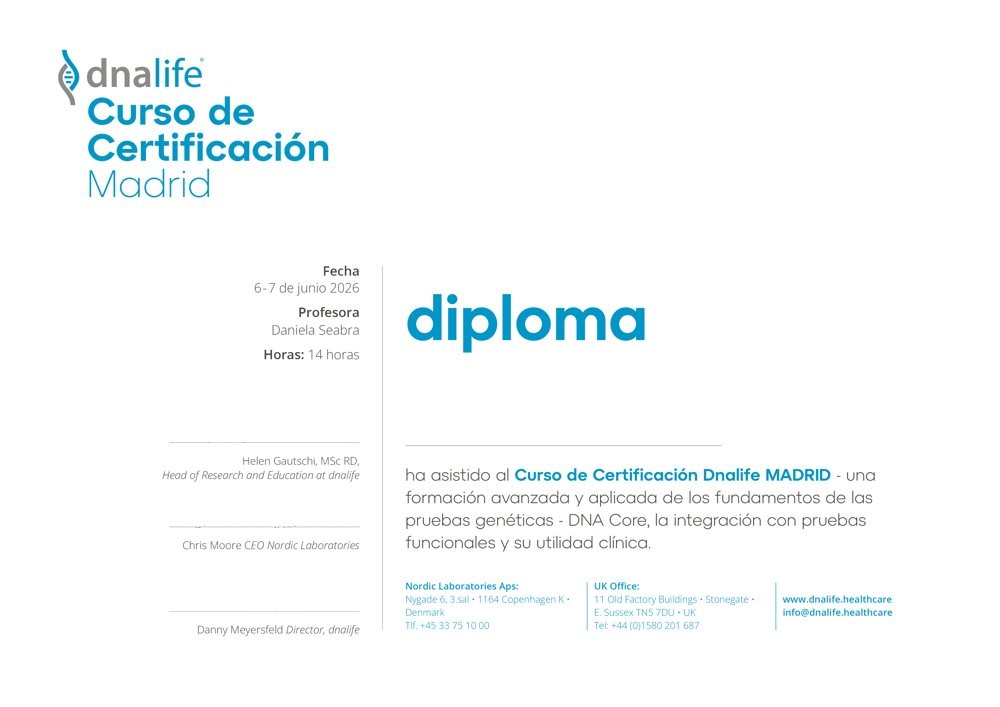 dnalife®
Curso de
Certificación
Madrid
Fecha
6-7 de junio 2026
Profesora
Daniela Seabra
Horas: 14 horas
Helen Gautschi, MSc RD,
Head of Research and Education at dnalife
Chris Moore CEO Nordic Laboratories
Danny Meyersfeld Director, dnalife
diploma
ha asistido al Curso de Certificación Dnalife MADRID - una
formación avanzada y aplicada de los fundamentos de las
pruebas genéticas - DNA Core, la integración con pruebas
funcionales y su utilidad clínica.
Nordic Laboratories Aps:
Nygade 6, 3.sal • 1164 Copenhagen K •
Denmark
Tlf. +45 33 75 10 00
UK Office:
11 Old Factory Buildings • Stonegate •
E. Sussex TN5 7DU • UK
Tel: +44 (0)1580 201 687
www.dnalife.healthcare
info@dnalife.healthcare